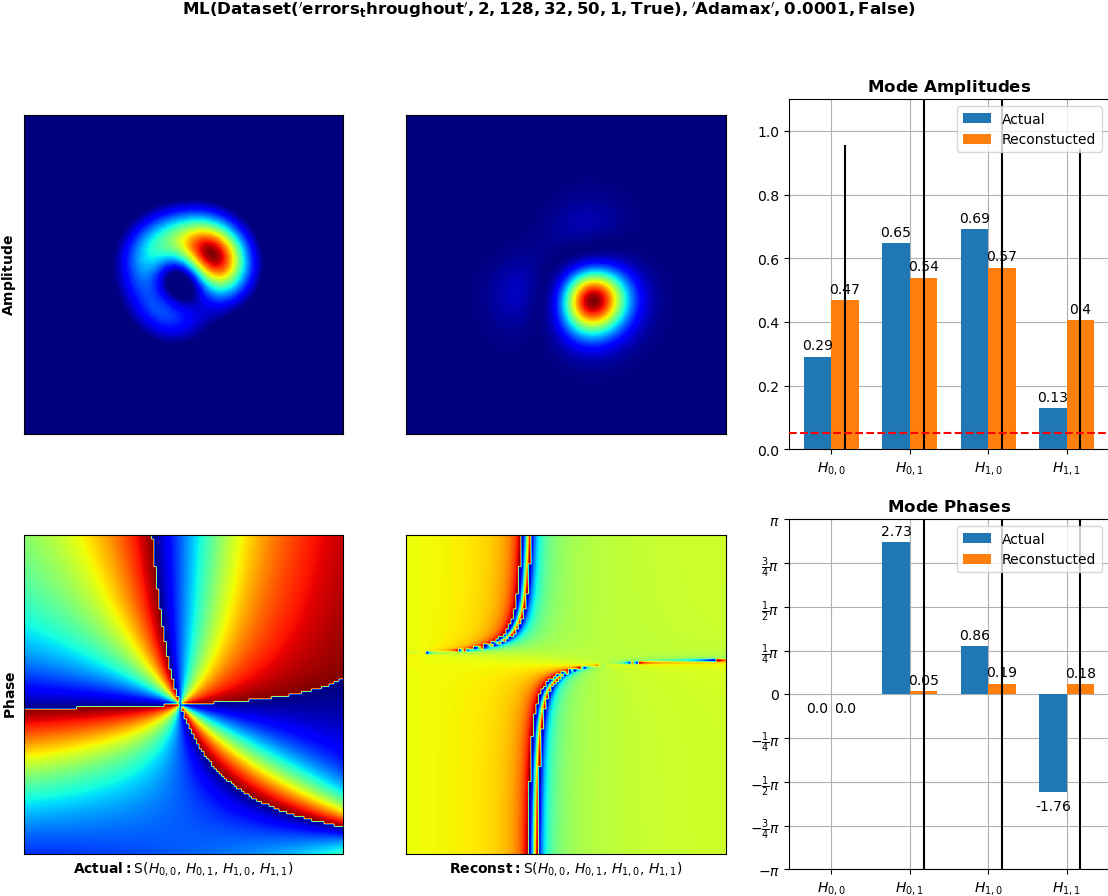 ML(Dataset('errors_throughout', 2, 128, 32, 50, 1, True), 'Adamax', 0.0001, False)
Mode Amplitudes
Amplitude
1.0
0.8
0.6
0.4
0.2
0.0
Actual
Reconstucted
0.29
0.47
0.65
0.54
0.69
0.57
0.13
0.4
H0,0
H0,1
H1,0
H1,1
Mode Phases
Phase
π
3/4π
1/2π
1/4π
0
−1/4π
−1/2π
−3/4π
−π
Actual
Reconstucted
0.0
0.0
2.73
0.05
0.86
0.19
-1.76
0.18
H0,0
H0,1
H1,0
H1,1
Actual: S(H0,0, H0,1, H1,0, H1,1)
Reconst: S(H0,0, H0,1, H1,0, H1,1)